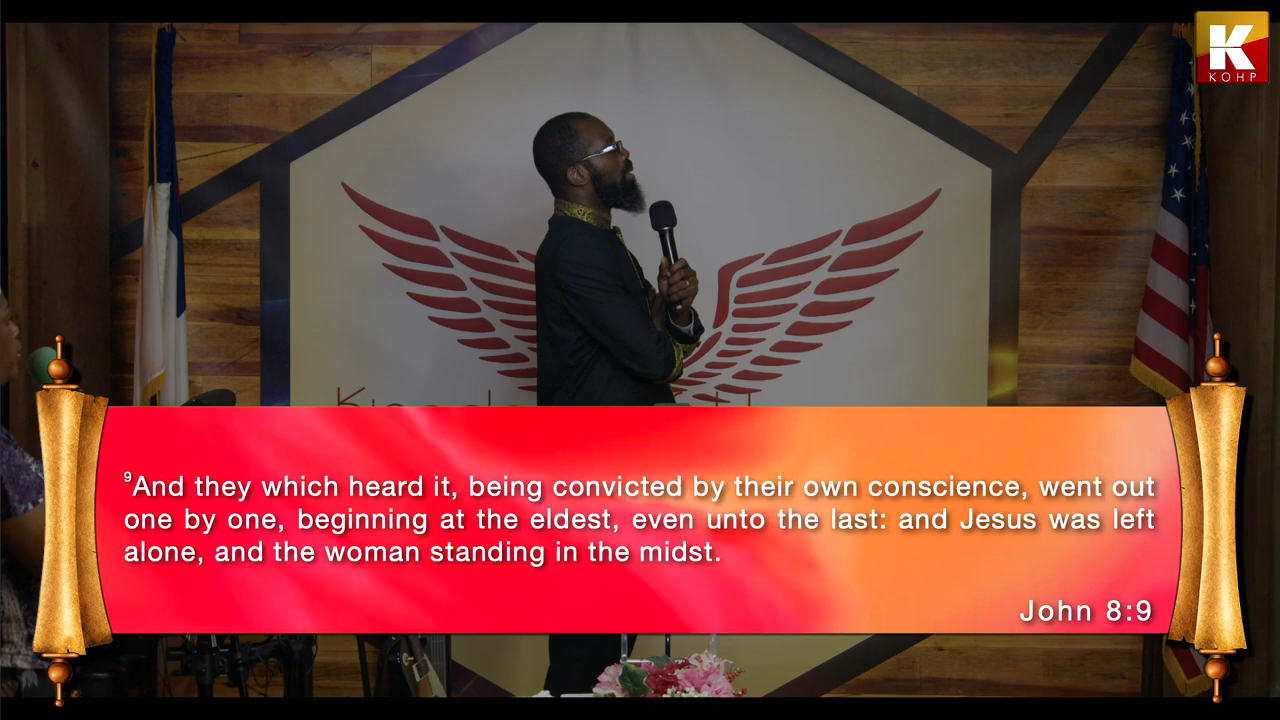 K
KOHP
⁹And they which heard it, being convicted by their own conscience, went out
one by one, beginning at the eldest, even unto the last: and Jesus was left
alone, and the woman standing in the midst.
John 8:9